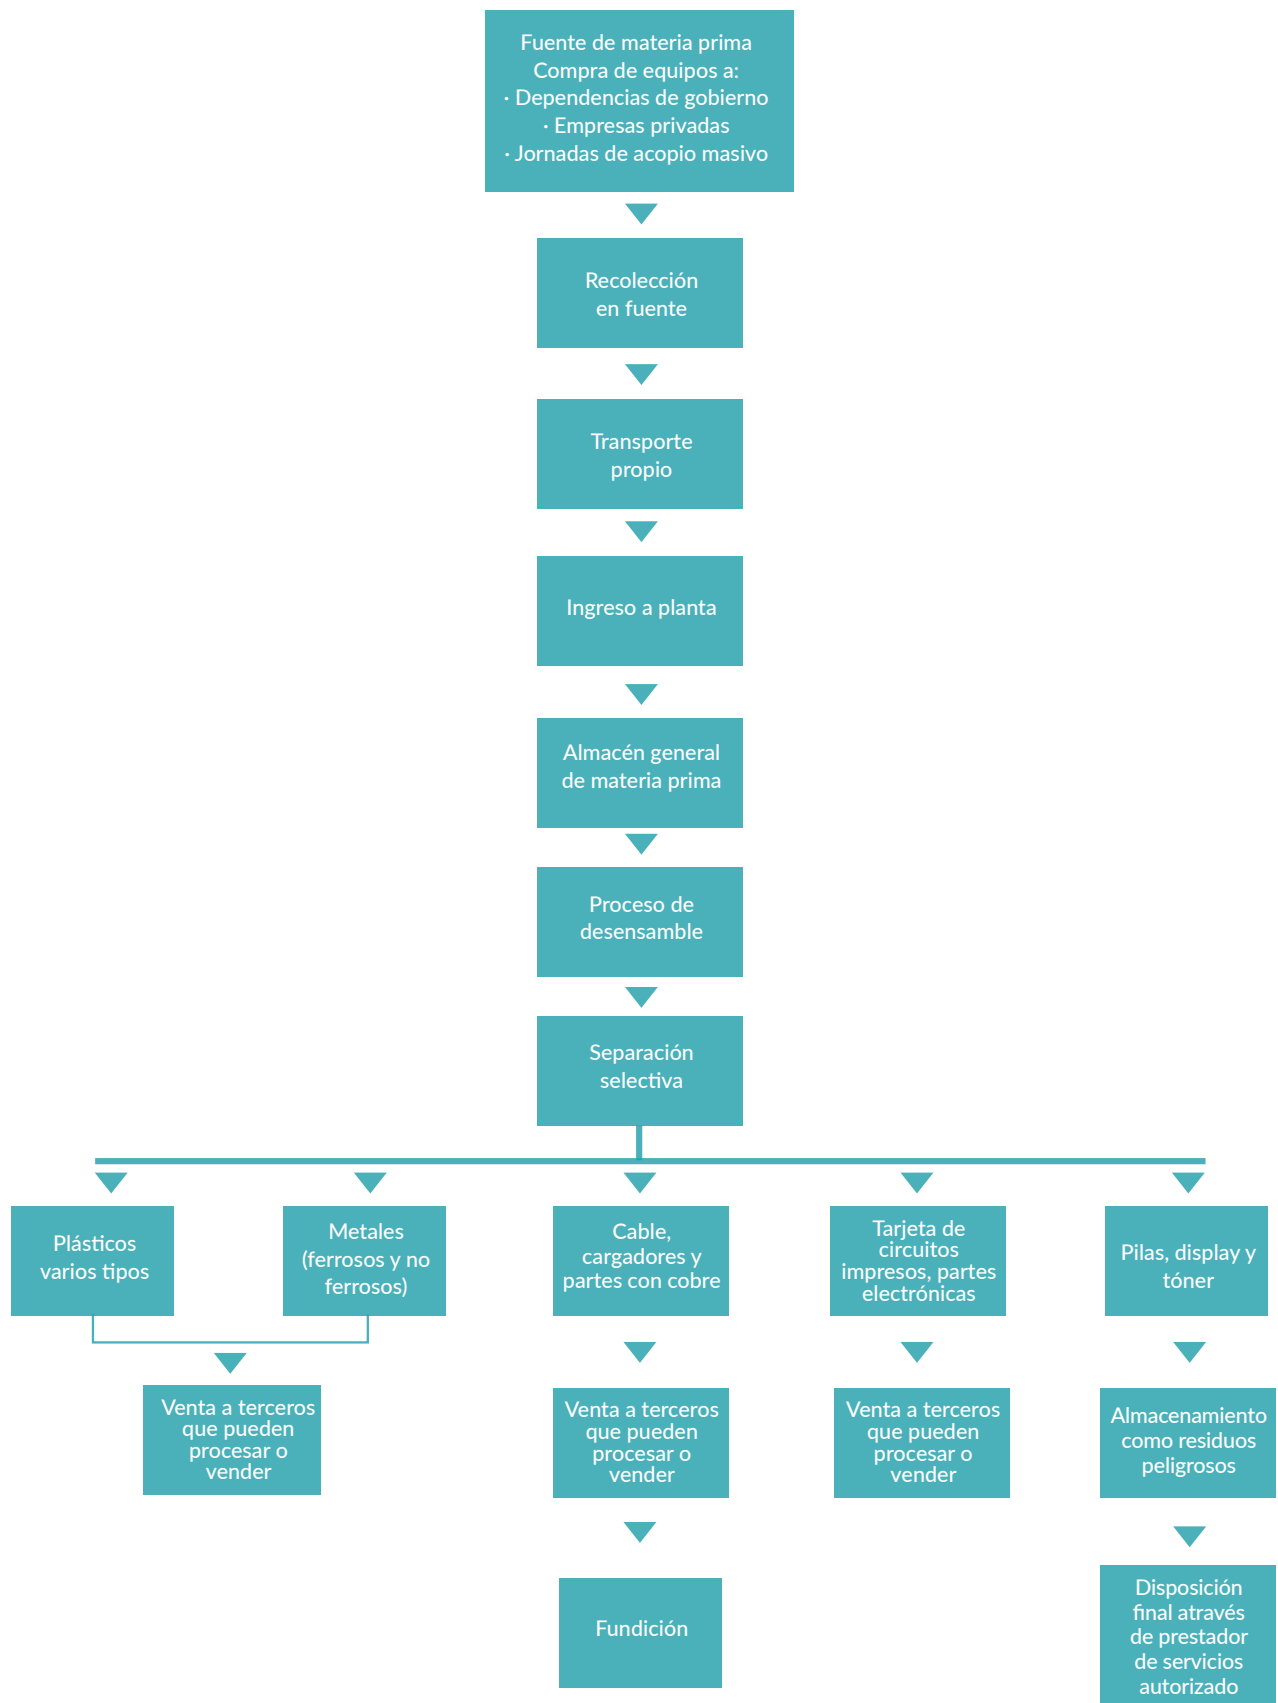 Fuente de materia prima
Compra de equipos a:
· Dependencias de gobierno
· Empresas privadas
· Jornadas de acopio masivo
Recolección
en fuente
Transporte
propio
Ingreso a planta
Almacén general
de materia prima
Proceso de
desensamble
Separación
selectiva
Plásticos
varios tipos
Metales
(ferrosos y no
ferrosos)
Cable,
cargadores y
partes con cobre
Tarjeta de
circuitos
impresos, partes
electrónicas
Pilas, display y
tóner
Venta a terceros
que pueden
procesar o
vender
Venta a terceros
que pueden
procesar o
vender
Venta a terceros
que pueden
procesar o
vender
Almacenamiento
como residuos
peligrosos
Fundición
Disposición
final através
de prestador
de servicios
autorizado